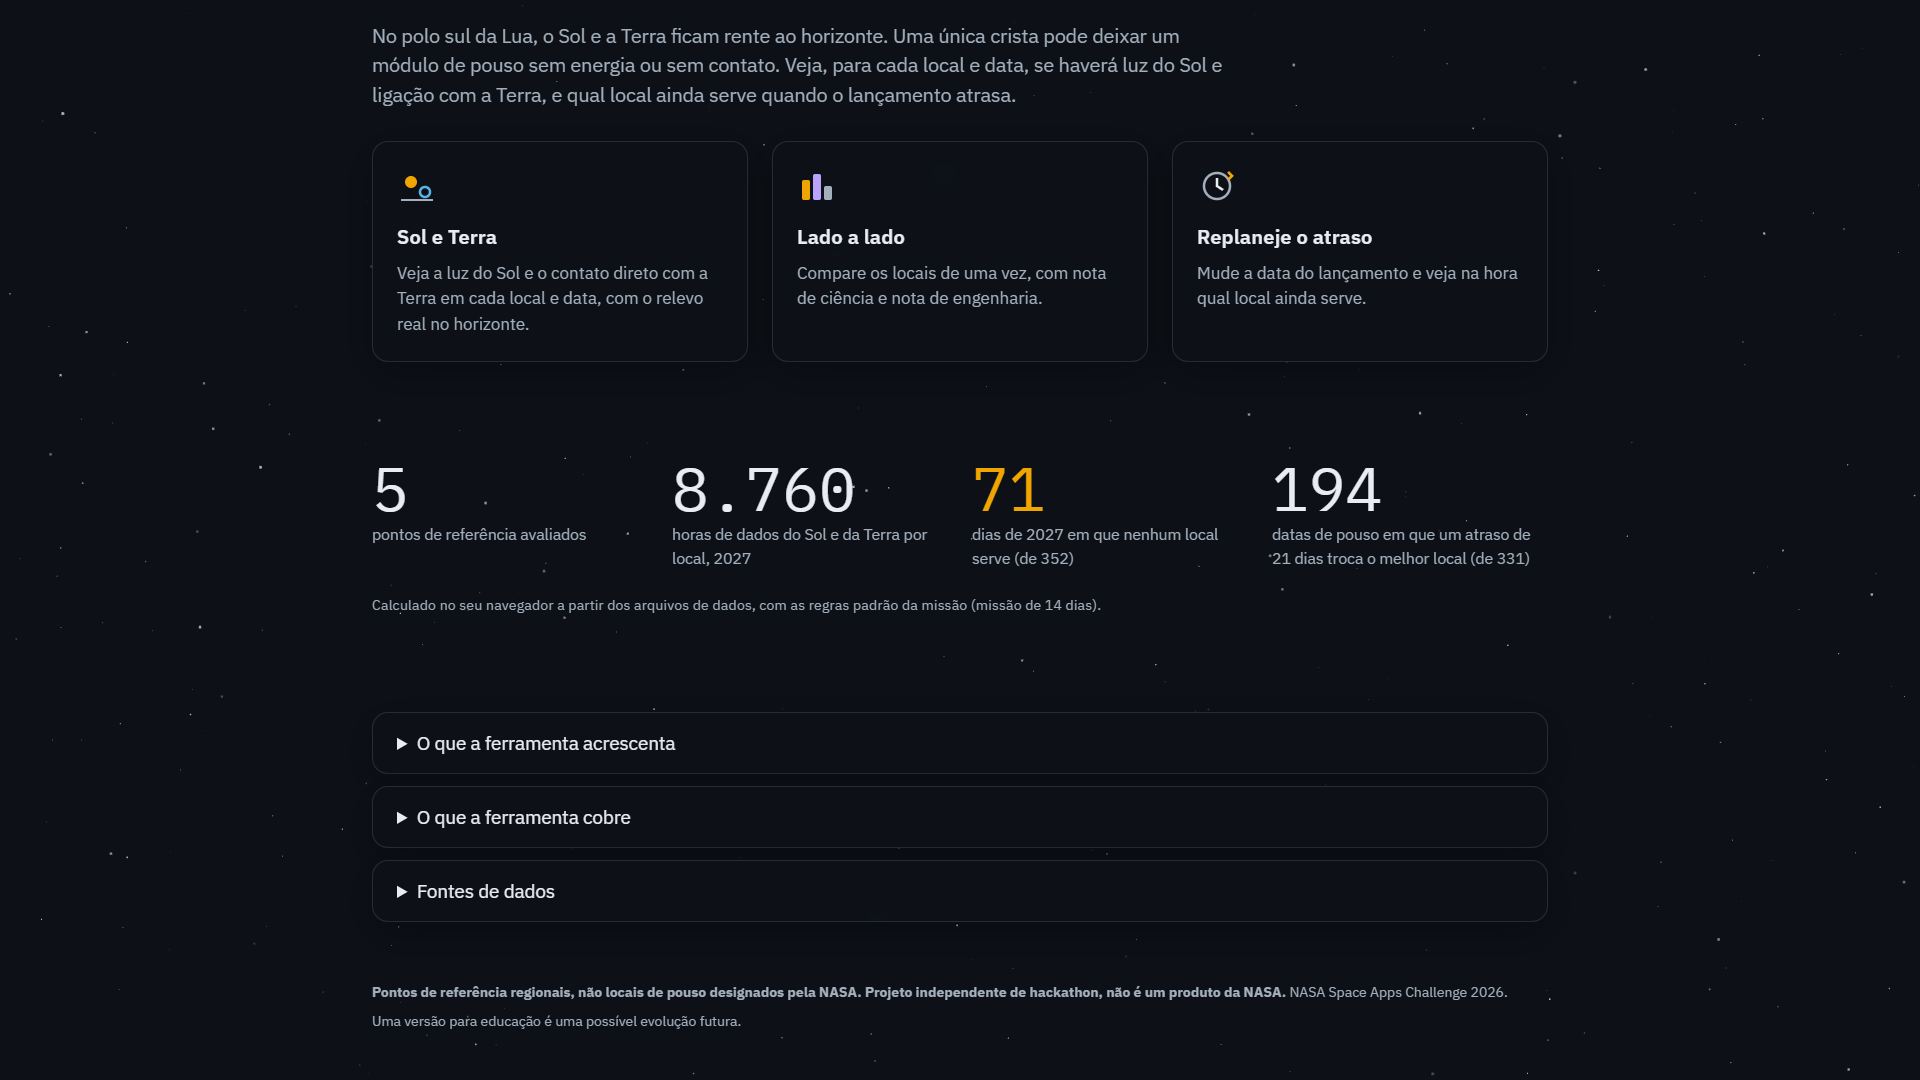 No polo sul da Lua, o Sol e a Terra ficam rente ao horizonte. Uma única crista pode deixar um
módulo de pouso sem energia ou sem contato. Veja, para cada local e data, se haverá luz do Sol e
ligação com a Terra, e qual local ainda serve quando o lançamento atrasa.
Sol e Terra
Veja a luz do Sol e o contato direto com a
Terra em cada local e data, com o relevo
real no horizonte.
Lado a lado
Compare os locais de uma vez, com nota
de ciência e nota de engenharia.
Replaneje o atraso
Mude a data do lançamento e veja na hora
qual local ainda serve.
5
pontos de referência avaliados
8.760
horas de dados do Sol e da Terra por
local, 2027
71
dias de 2027 em que nenhum local
serve (de 352)
194
datas de pouso em que um atraso de
21 dias troca o melhor local (de 331)
Calculado no seu navegador a partir dos arquivos de dados, com as regras padrão da missão (missão de 14 dias).
O que a ferramenta acrescenta
O que a ferramenta cobre
Fontes de dados
Pontos de referência regionais, não locais de pouso designados pela NASA. Projeto independente de hackathon, não é um produto da NASA. NASA Space Apps Challenge 2026.
Uma versão para educação é uma possível evolução futura.